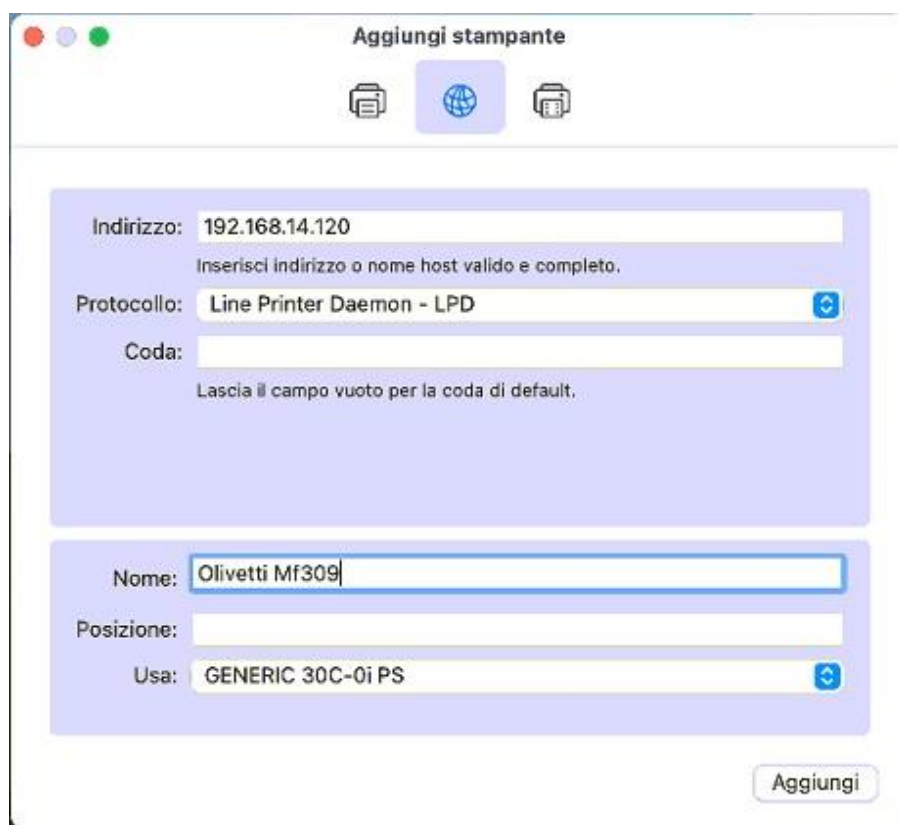 Aggiungi stampante
Indirizzo: 192.168.14.120
Inserisci indirizzo o nome host valido e completo.
Protocollo: Line Printer Daemon - LPD
Coda:
Lascia il campo vuoto per la coda di default.
Nome: Olivetti Mf309
Posizione:
Usa: GENERIC 30C-0i PS
Aggiungi